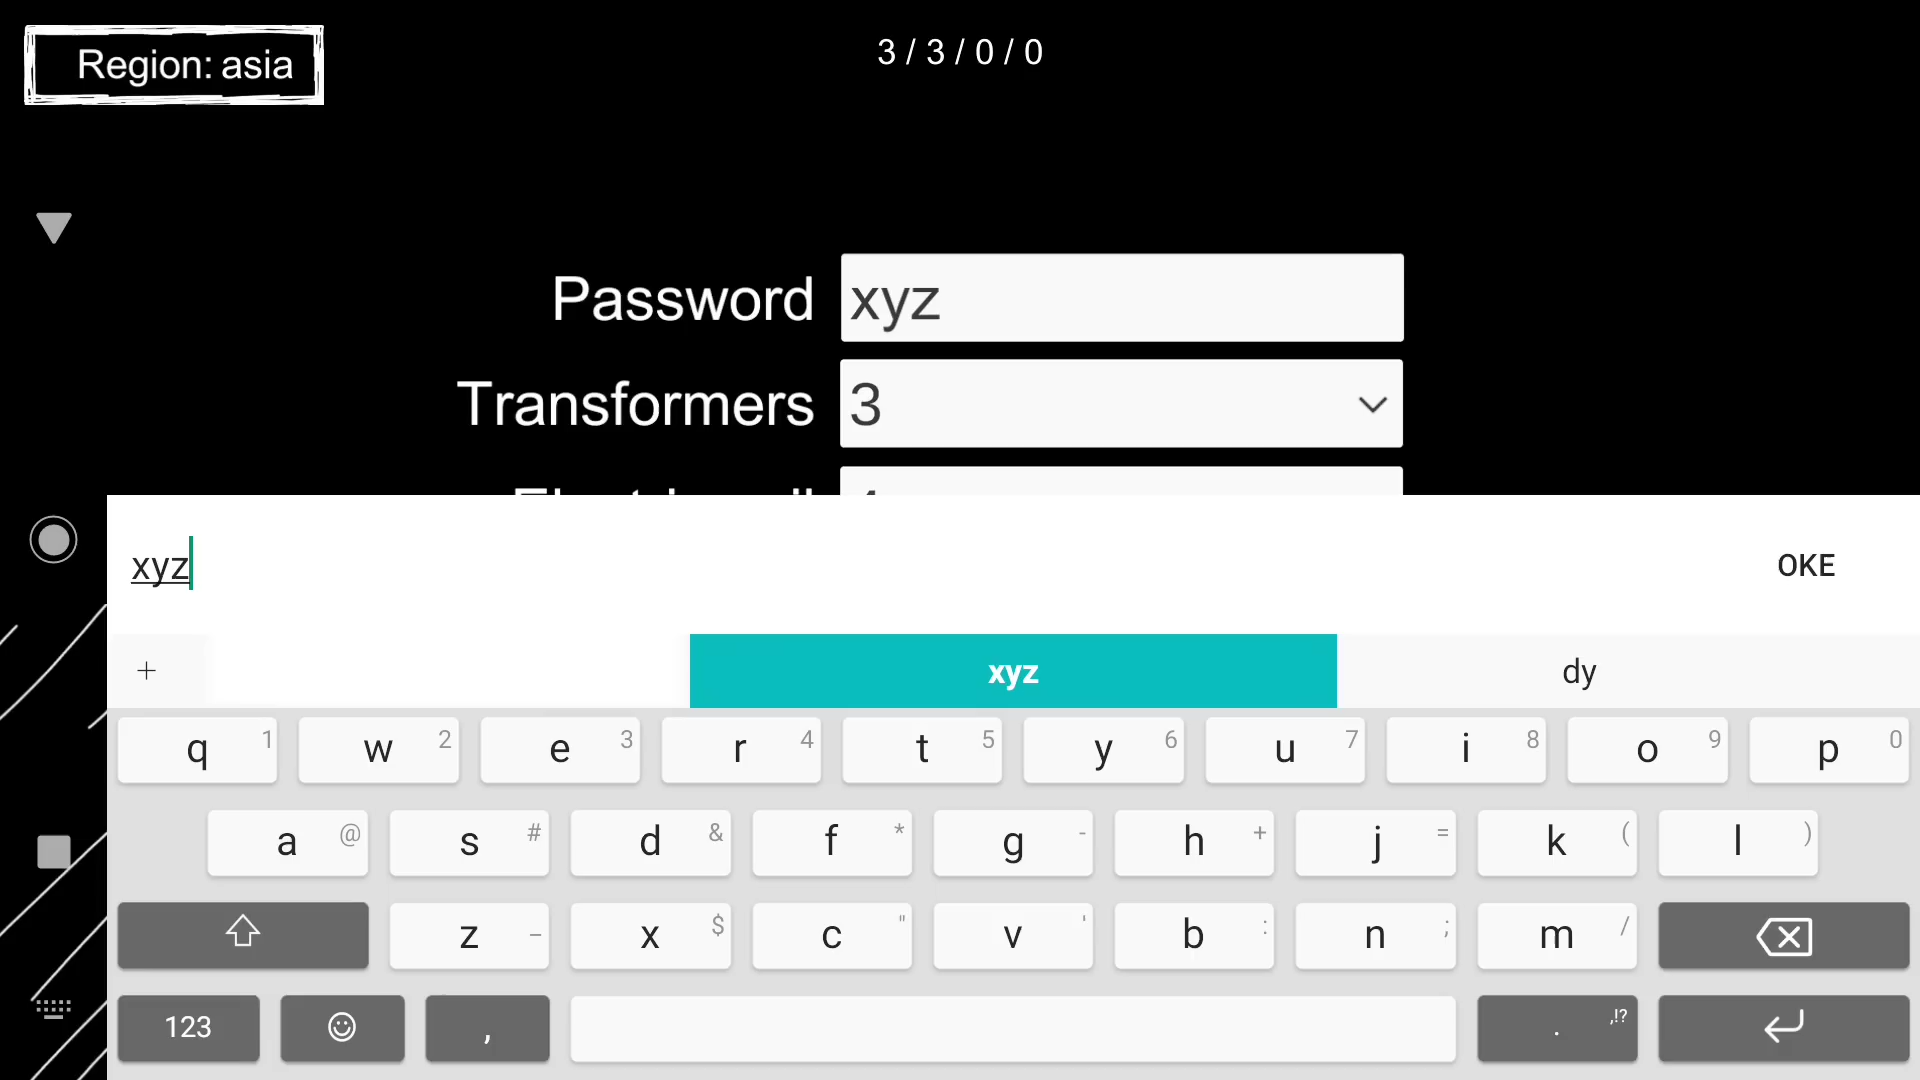 Region: asia
3 / 3 / 0 / 0
Password xyz
Transformers 3
xyz OKE
+ xyz dy
q 1 w 2 e 3 r 4 t 5 y 6 u 7 i 8 o 9 p 0
a @ s # d & f * g - h + j = k ( l )
z _ x $ c " v ' b : n ; m /
123 , . ,!?